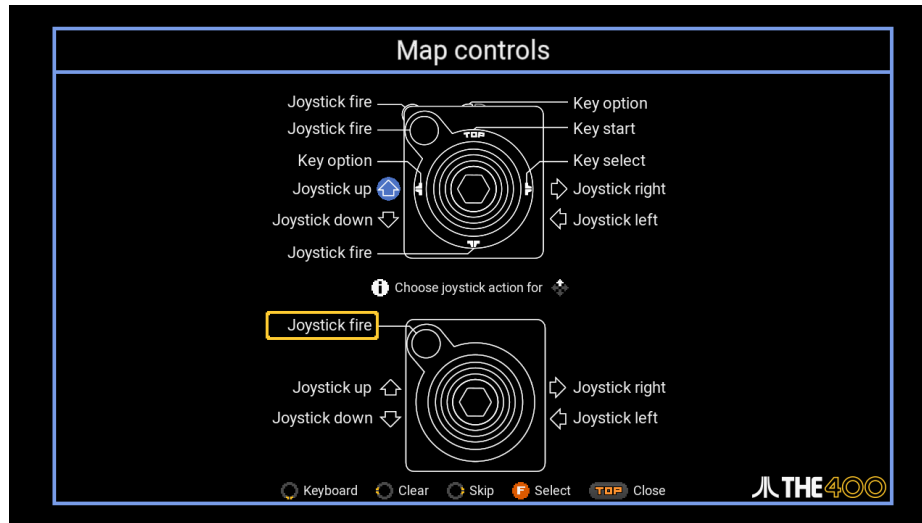 Map controls
Joystick fire
Key option
Joystick fire
Key start
TOP
Key option
Key select
Joystick up
Joystick right
Joystick down
Joystick left
Joystick fire
Choose joystick action for
Joystick fire
Joystick up
Joystick right
Joystick down
Joystick left
Keyboard
Clear
Skip
F Select
TOP Close
THE400